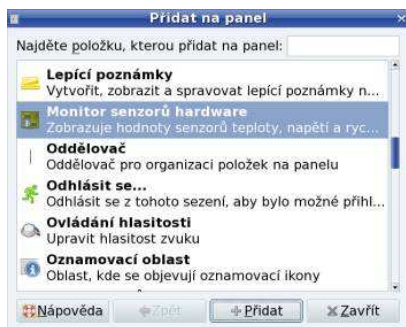 Přidat na panel
Najděte položku, kterou přidat na panel:
Lepící poznámky
Vytvořit, zobrazit a spravovat lepící poznámky n...
Monitor senzorů hardware
Zobrazuje hodnoty senzorů teploty, napětí a ryc...
Oddělovač
Oddělovač pro organizaci položek na panelu
Odhlásit se...
Odhlásit se z tohoto sezení, aby bylo možné přihl...
Ovládání hlasitosti
Upravit hlasitost zvuku
Oznamovací oblast
Oblast, kde se objevují oznamovací ikony
Nápověda Zpět Přidat Zavřít